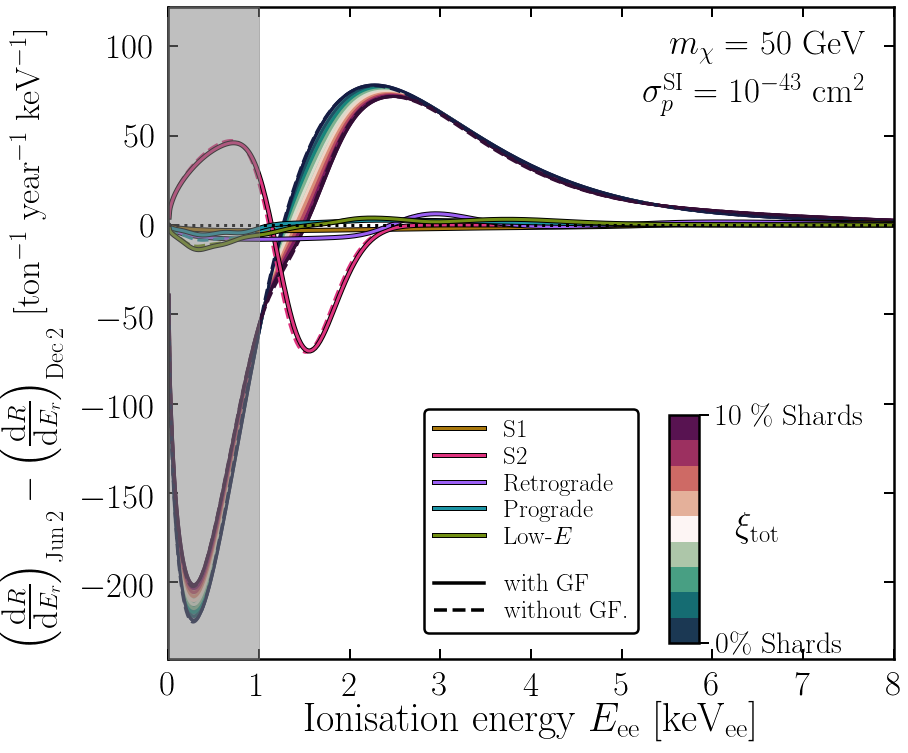 m_χ = 50 GeV
σ_p^SI = 10^−43 cm^2
(dR/dE_r)_Jun 2 − (dR/dE_r)_Dec 2 [ton^−1 year^−1 keV^−1]
100
50
0
−50
−100
−150
−200
S1
S2
Retrograde
Prograde
Low-E
with GF
without GF.
10 % Shards
ξ_tot
0% Shards
0 1 2 3 4 5 6 7 8
Ionisation energy E_ee [keV_ee]